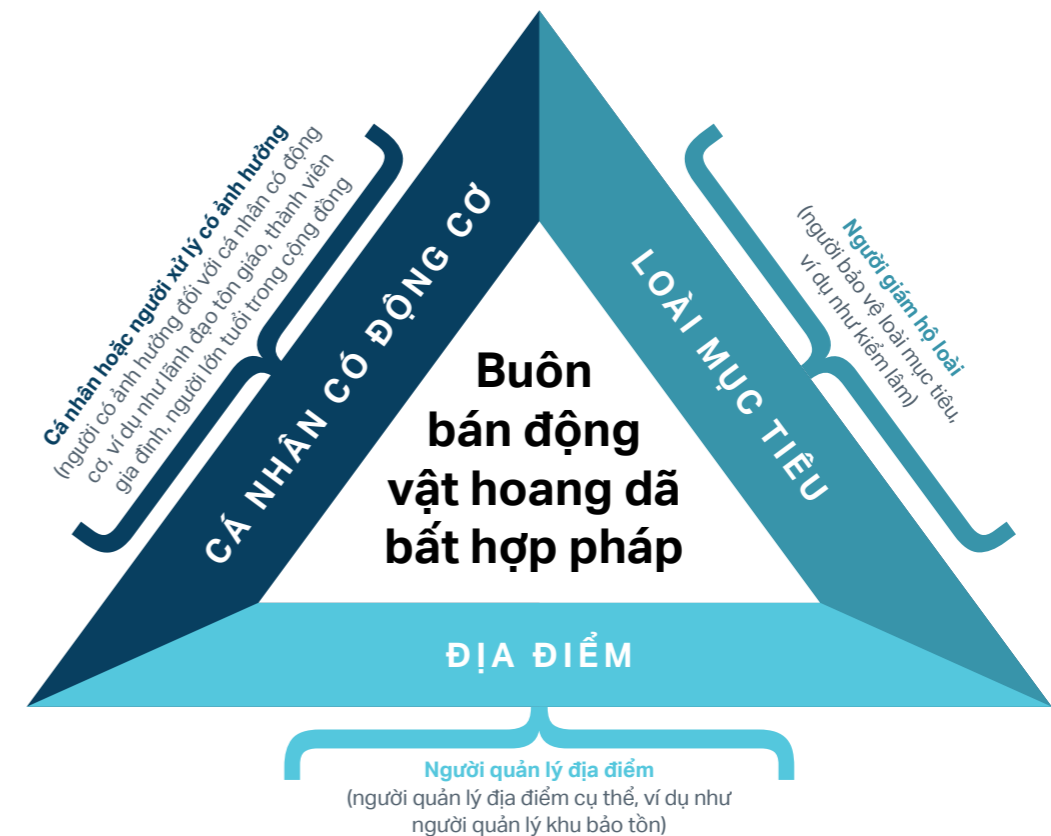 Cá nhân hoặc người xử lý có ảnh hưởng
(người có ảnh hưởng đối với cá nhân có động
cơ, ví dụ như lãnh đạo tôn giáo, thành viên
gia đình, người lớn tuổi trong cộng đồng
CÁ NHÂN CÓ ĐỘNG CƠ
LOÀI MỤC TIÊU
Người giám hộ loài
(người bảo vệ loài mục tiêu,
ví dụ như kiểm lâm)
Buôn
bán động
vật hoang dã
bất hợp pháp
ĐỊA ĐIỂM
Người quản lý địa điểm
(người quản lý địa điểm cụ thể, ví dụ như
người quản lý khu bảo tồn)